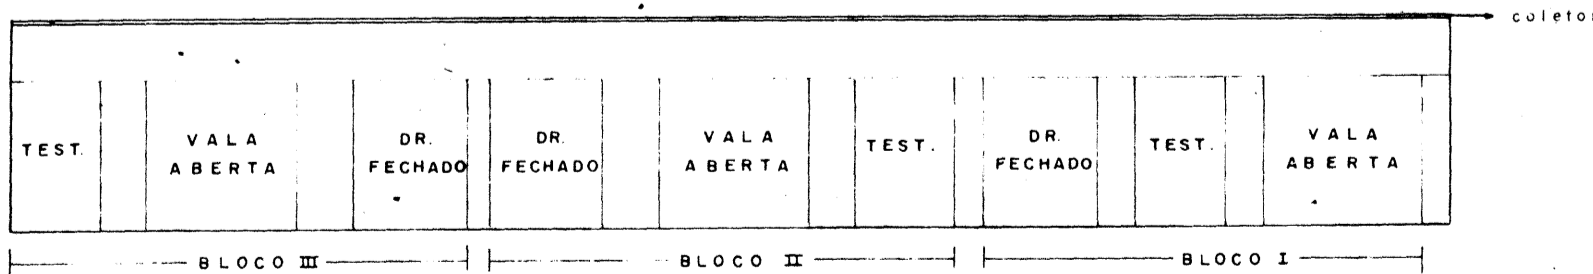 coletor
TEST.
VALA
ABERTA
DR.
FECHADO
DR.
FECHADO
VALA
ABERTA
TEST.
DR.
FECHADO
TEST.
VALA
ABERTA
BLOCO III
BLOCO II
BLOCO I